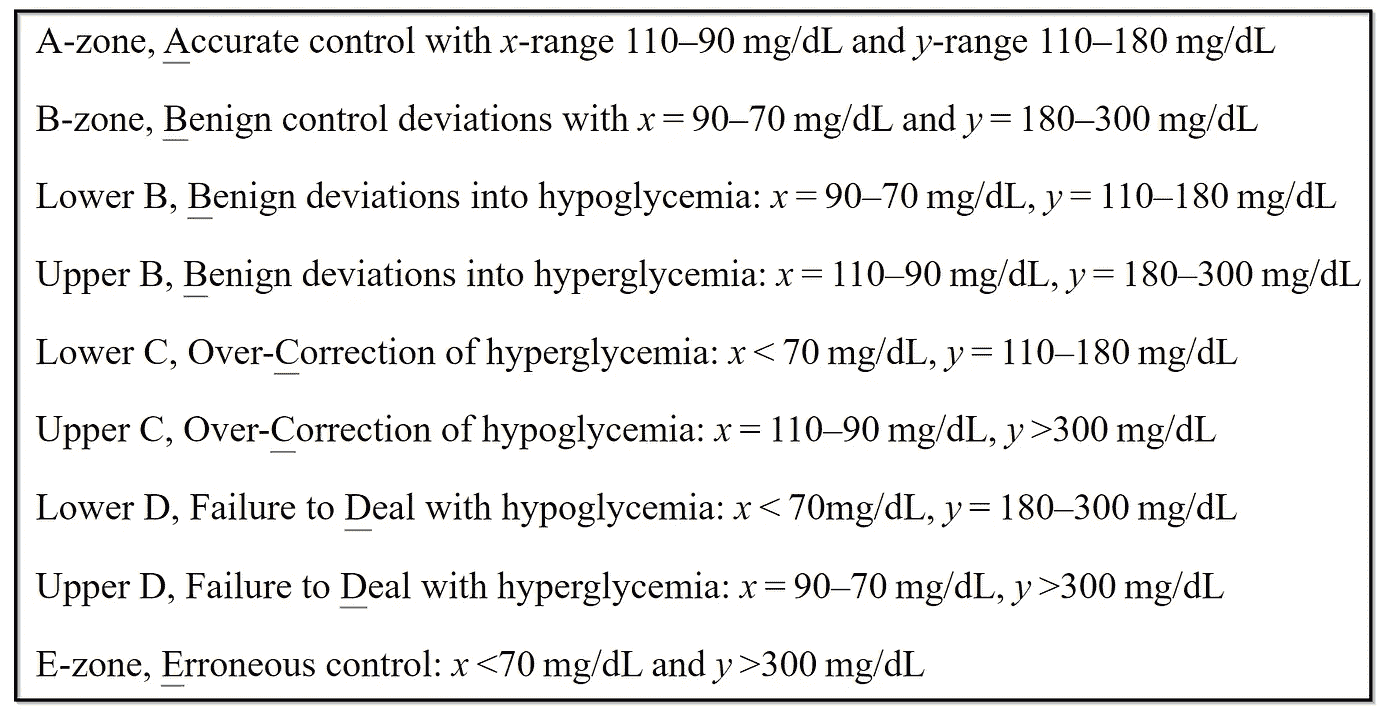 A-zone, Accurate control with x-range 110–90 mg/dL and y-range 110–180 mg/dL
B-zone, Benign control deviations with x = 90–70 mg/dL and y = 180–300 mg/dL
Lower B, Benign deviations into hypoglycemia: x = 90–70 mg/dL, y = 110–180 mg/dL
Upper B, Benign deviations into hyperglycemia: x = 110–90 mg/dL, y = 180–300 mg/dL
Lower C, Over-Correction of hyperglycemia: x < 70 mg/dL, y = 110–180 mg/dL
Upper C, Over-Correction of hypoglycemia: x = 110–90 mg/dL, y >300 mg/dL
Lower D, Failure to Deal with hypoglycemia: x < 70mg/dL, y = 180–300 mg/dL
Upper D, Failure to Deal with hyperglycemia: x = 90–70 mg/dL, y >300 mg/dL
E-zone, Erroneous control: x <70 mg/dL and y >300 mg/dL